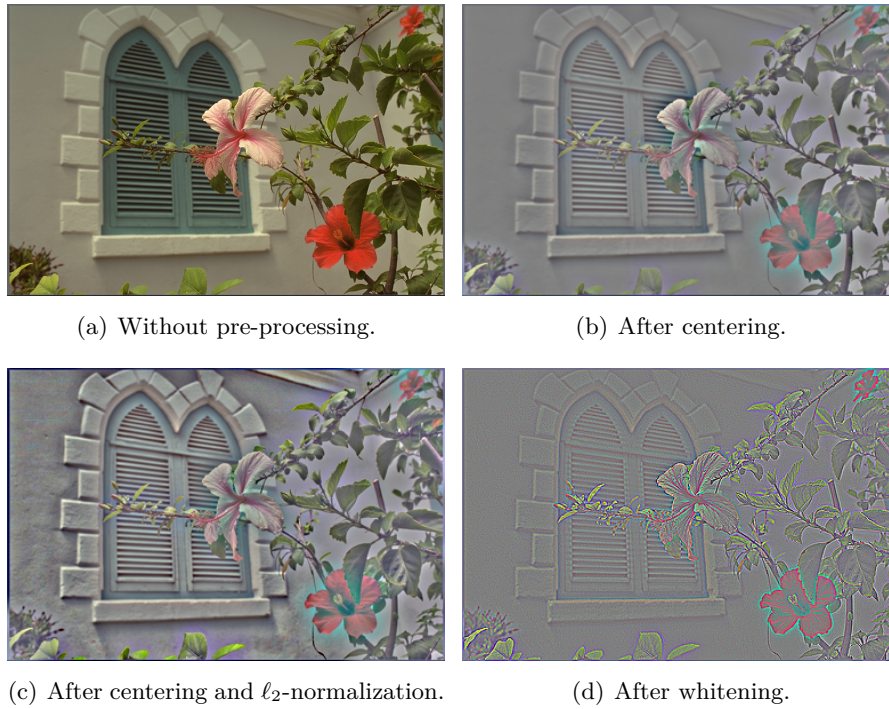 (a) Without pre-processing.
(b) After centering.
(c) After centering and ℓ₂-normalization.
(d) After whitening.